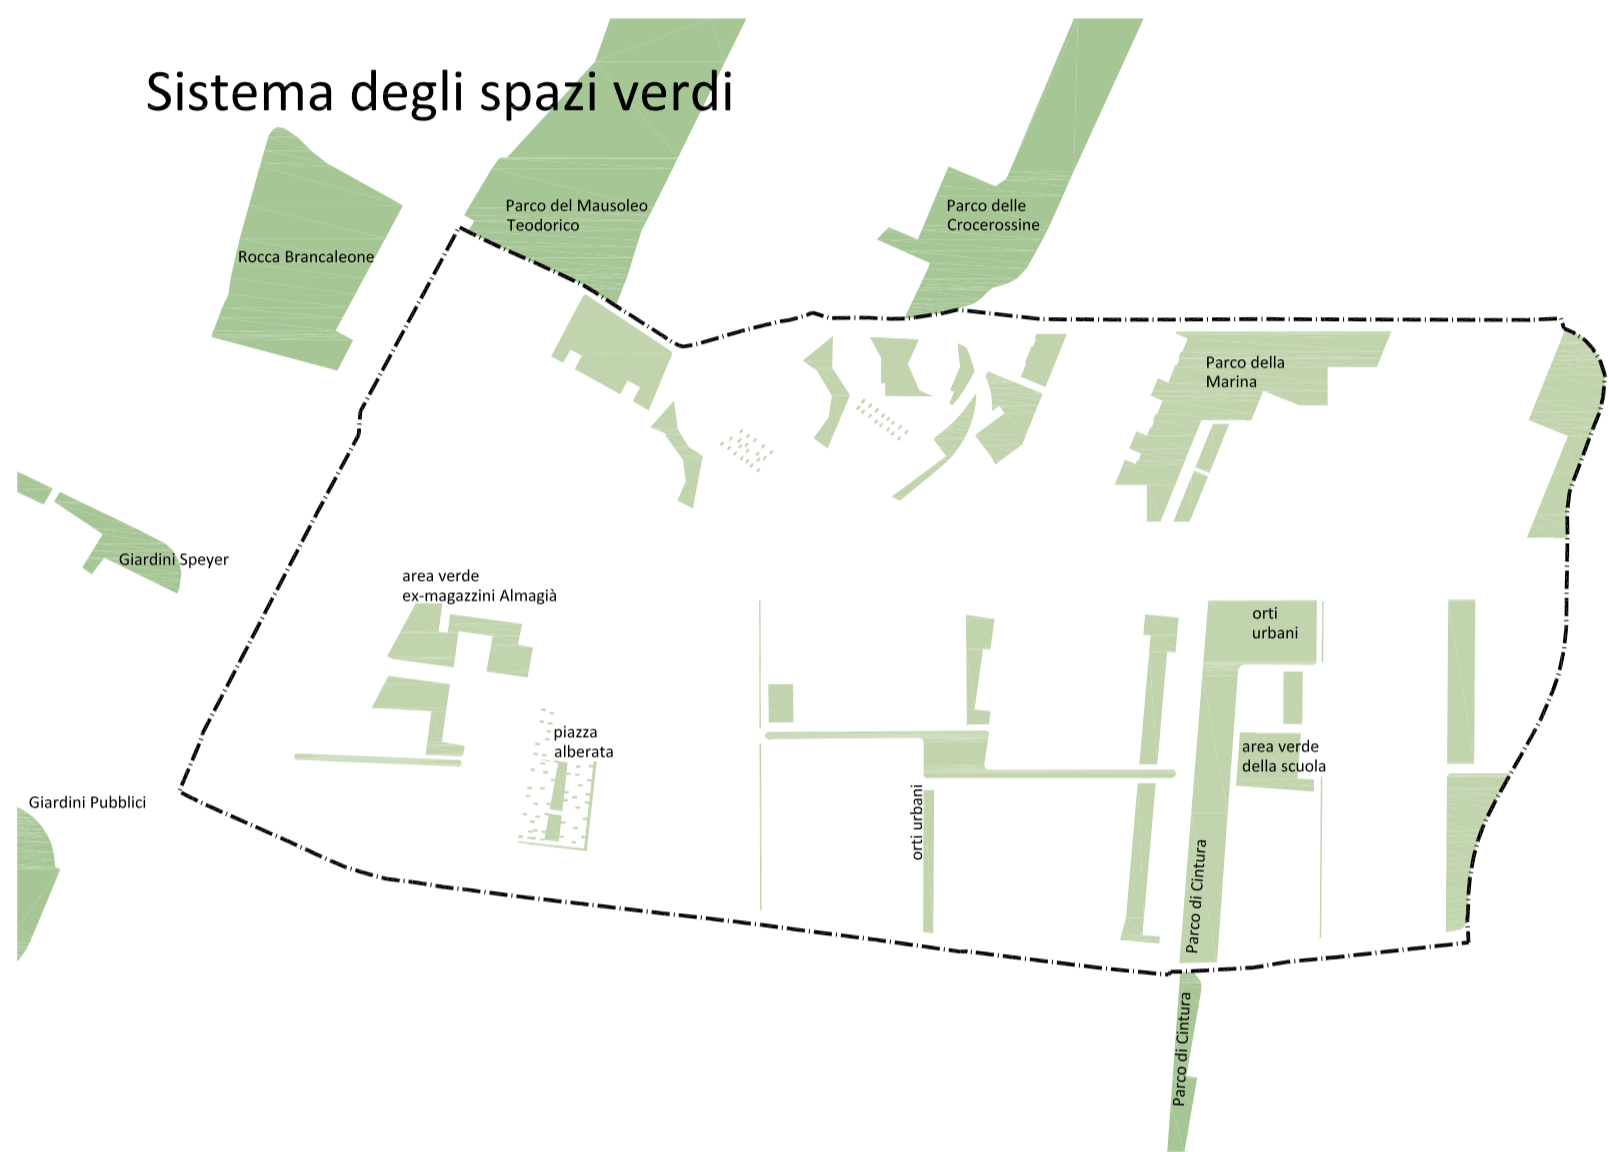 Sistema degli spazi verdi
Parco del Mausoleo
Teodorico
Parco delle
Crocerossine
Rocca Brancaleone
Parco della
Marina
Giardini Speyer
area verde
ex-magazzini Almagià
orti
urbani
piazza
alberata
area verde
della scuola
Giardini Pubblici
orti urbani
Parco di Cintura
Parco di Cintura